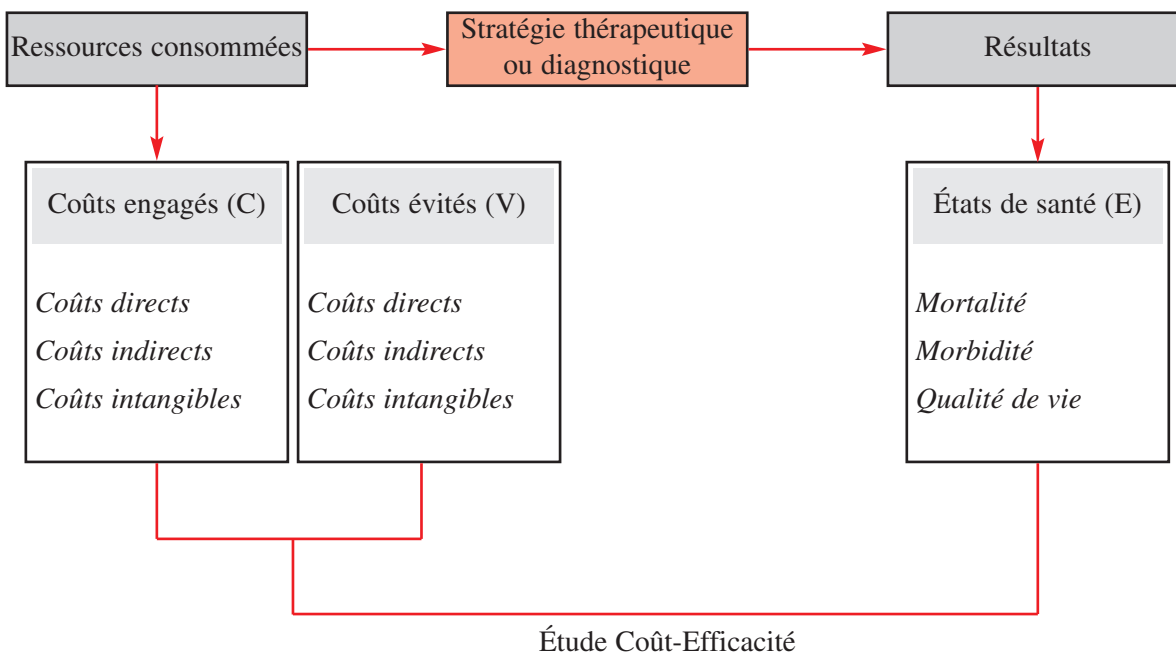 Ressources consommées
Stratégie thérapeutique
ou diagnostique
Résultats
Coûts engagés (C)
Coûts directs
Coûts indirects
Coûts intangibles
Coûts évités (V)
Coûts directs
Coûts indirects
Coûts intangibles
États de santé (E)
Mortalité
Morbidité
Qualité de vie
Étude Coût-Efficacité